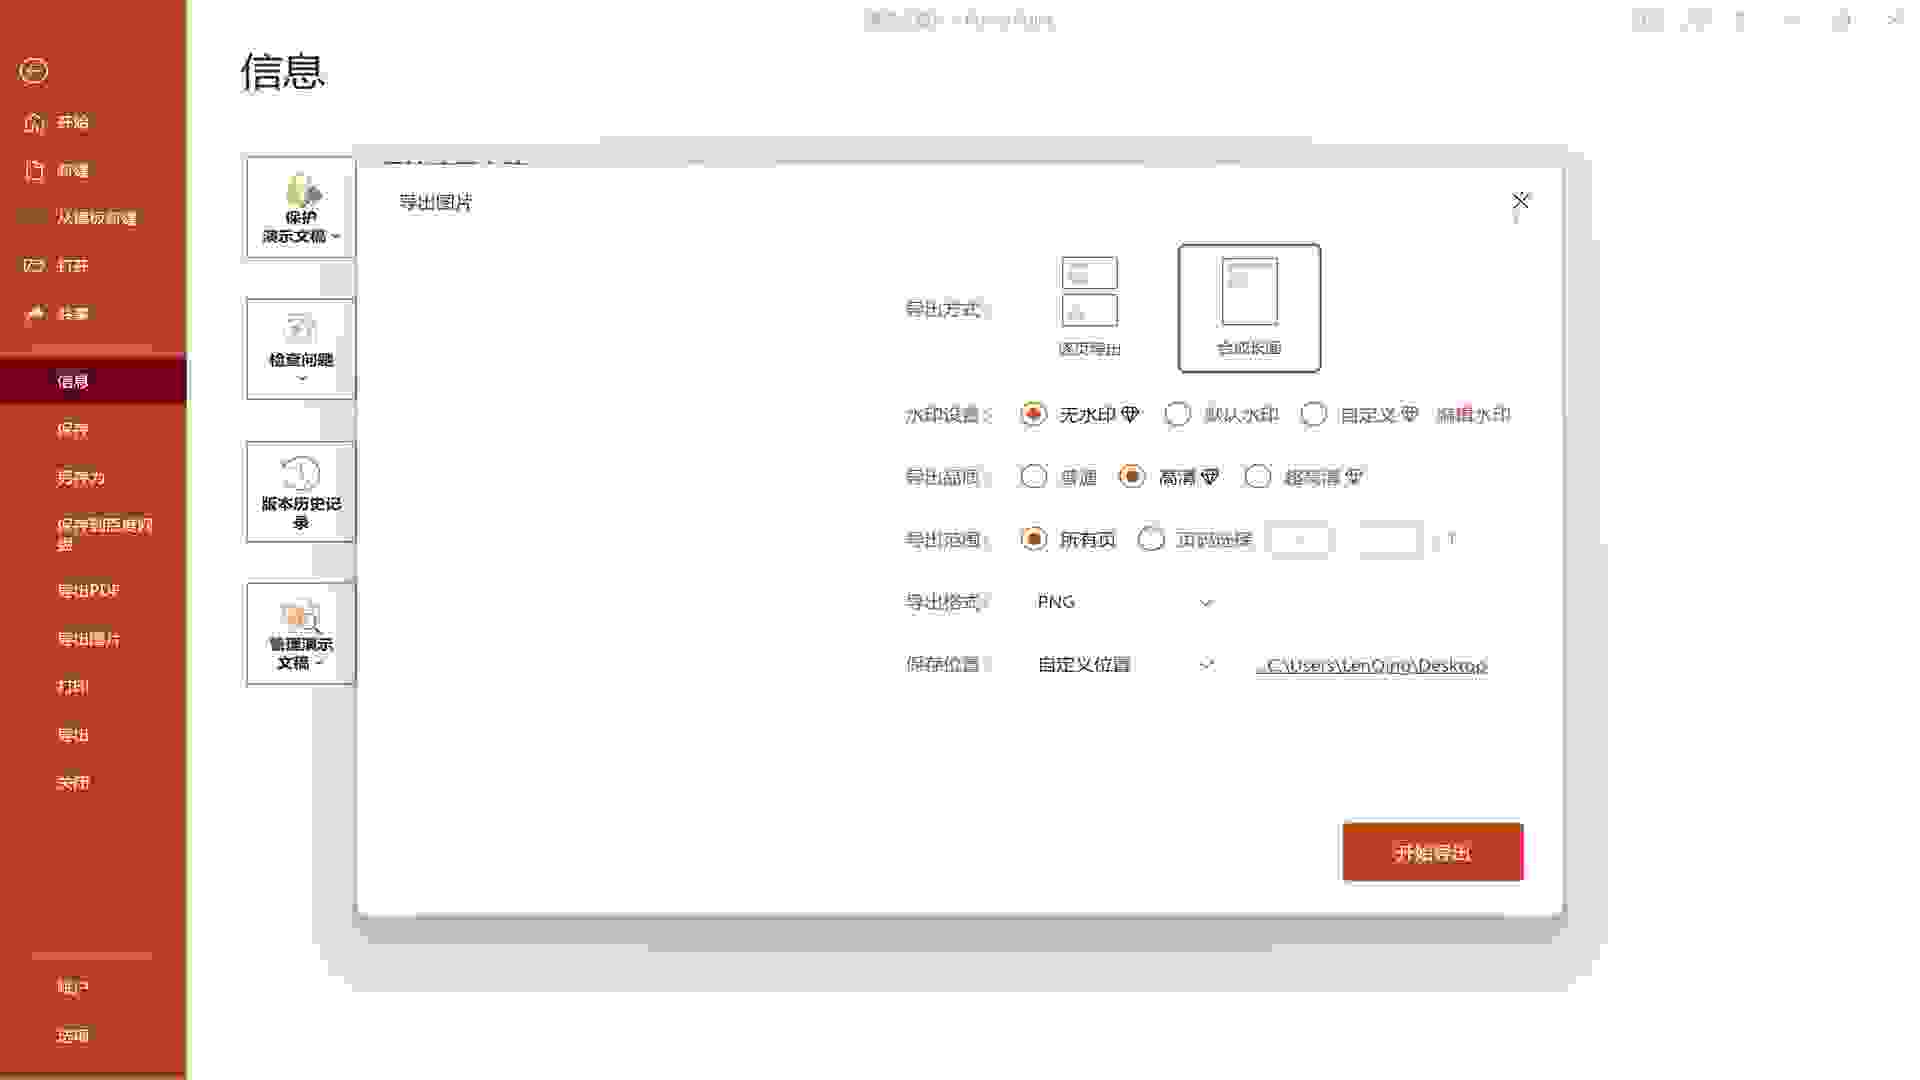 信息
开始
新建
从模板新建
打开
信息
保存
另存为
保存到百度网
盘
导出PDF
导出图片
打印
导出
关闭
账户
选项
保护
演示文稿
检查问题
版本历史记
录
管理演示
文稿
导出图片
导出方式：
逐页导出
合成长图
水印设置：
无水印
默认水印
自定义
编辑水印
导出品质：
普通
高清
超高清
导出范围：
所有页
页码选择
导出格式：
PNG
保存位置：
自定义位置
...C:\Users\LenQing\Desktop
开始导出